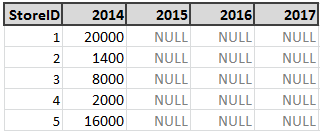 StoreID 2014 2015 2016 2017
1 20000 NULL NULL NULL
2 1400 NULL NULL NULL
3 8000 NULL NULL NULL
4 2000 NULL NULL NULL
5 16000 NULL NULL NULL